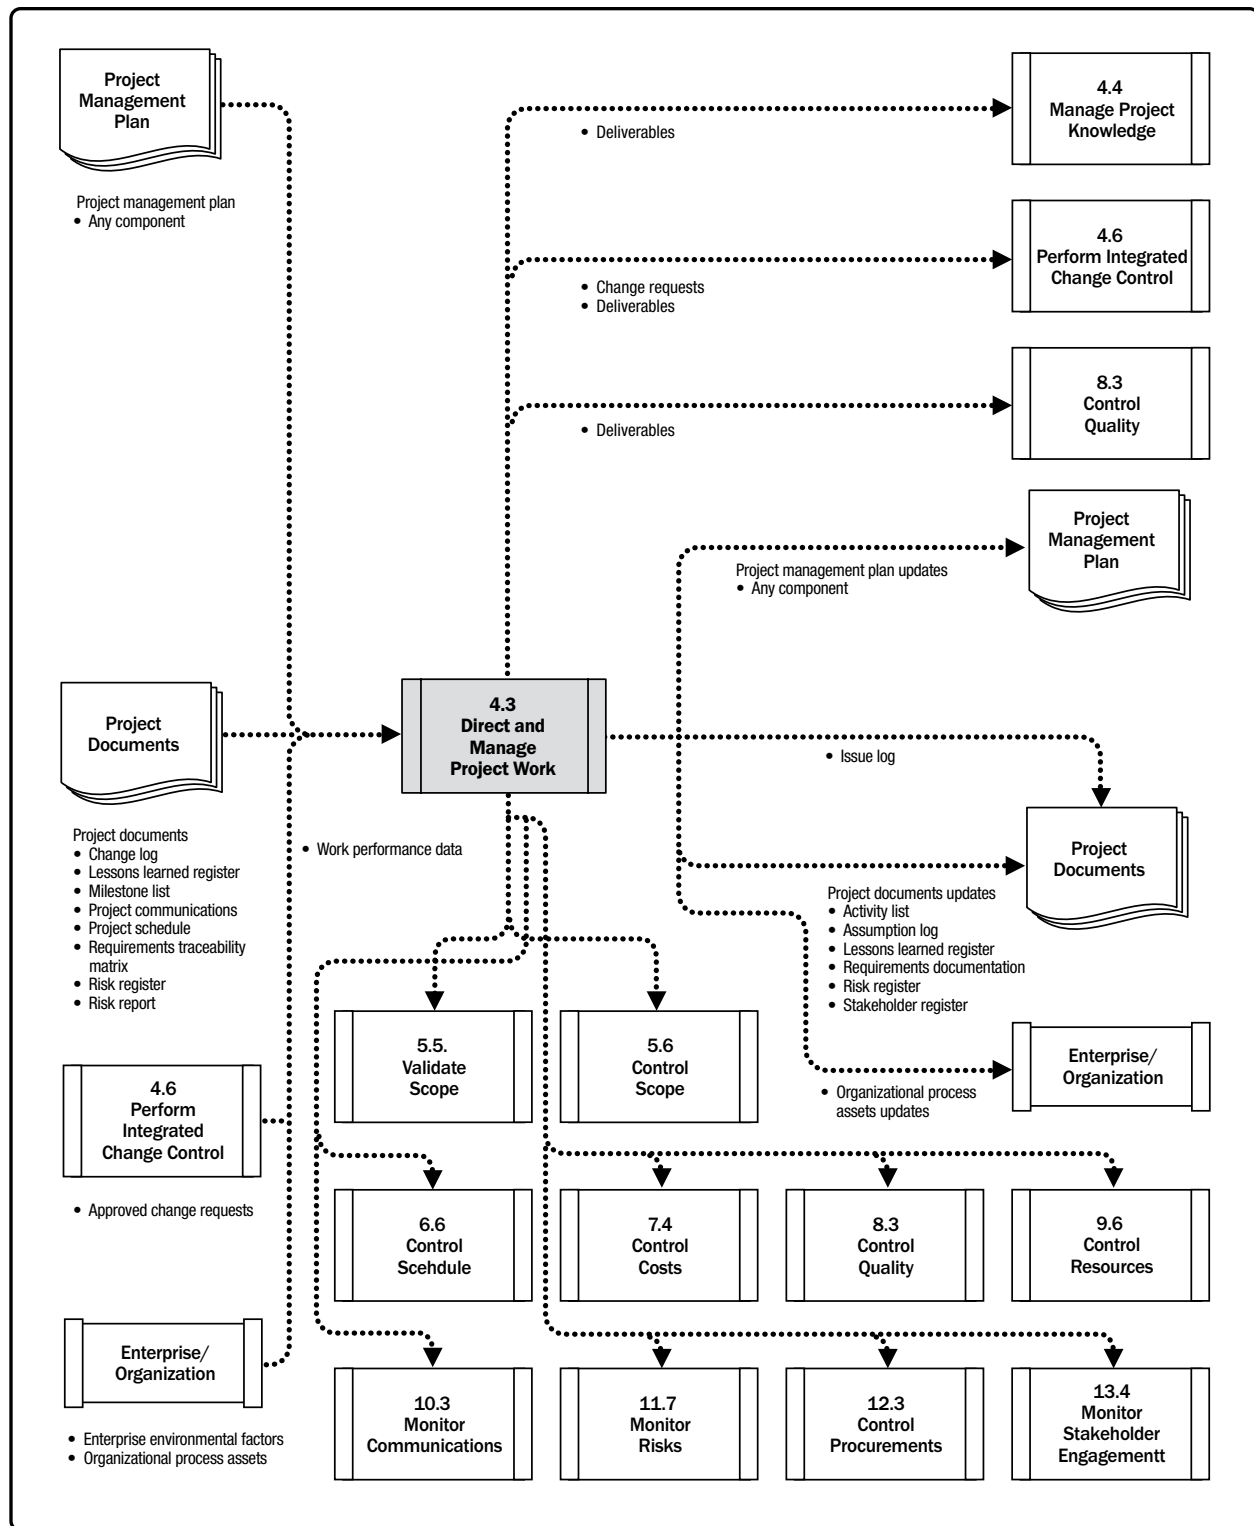 Project
Management
Plan
Project management plan
• Any component
4.4
Manage Project
Knowledge
• Deliverables
4.6
Perform Integrated
Change Control
• Change requests
• Deliverables
8.3
Control
Quality
• Deliverables
Project
Management
Plan
Project management plan updates
• Any component
Project
Documents
4.3
Direct and
Manage
Project Work
• Issue log
Project documents
• Change log
• Lessons learned register
• Milestone list
• Project communications
• Project schedule
• Requirements traceability
matrix
• Risk register
• Risk report
• Work performance data
Project
Documents
Project documents updates
• Activity list
• Assumption log
• Lessons learned register
• Requirements documentation
• Risk register
• Stakeholder register
5.5.
Validate
Scope
5.6
Control
Scope
Enterprise/
Organization
• Organizational process
assets updates
4.6
Perform
Integrated
Change Control
• Approved change requests
6.6
Control
Scehdule
7.4
Control
Costs
8.3
Control
Quality
9.6
Control
Resources
Enterprise/
Organization
• Enterprise environmental factors
• Organizational process assets
10.3
Monitor
Communications
11.7
Monitor
Risks
12.3
Control
Procurements
13.4
Monitor
Stakeholder
Engagementt